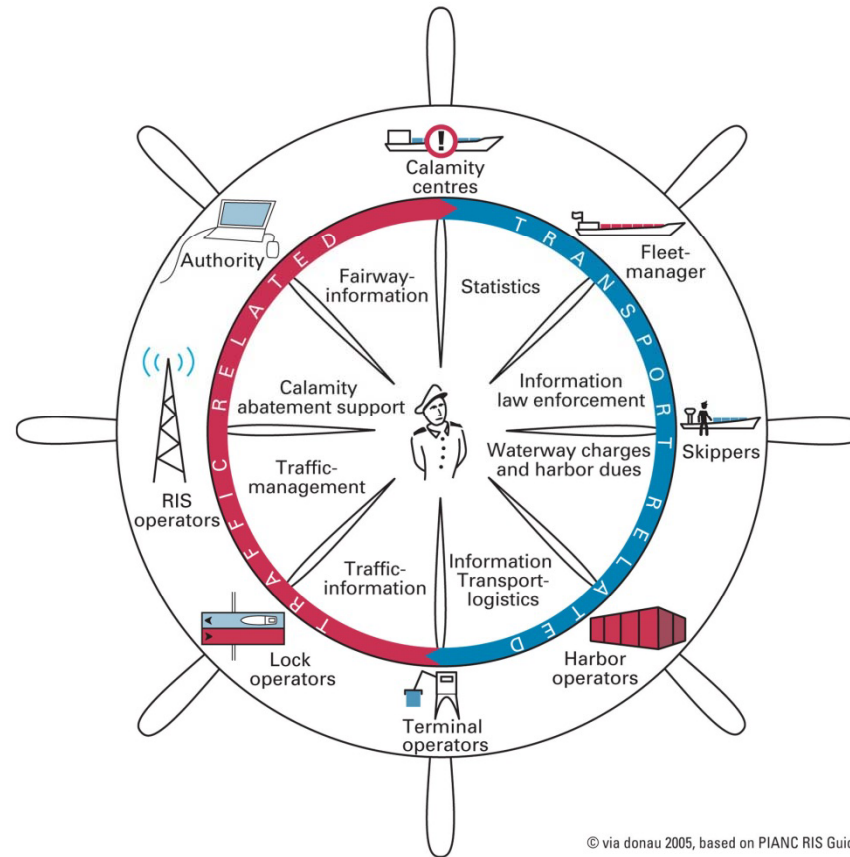 !
Calamity
centres
Authority
Fleet-
manager
TRAFFIC RELATED
TRANSPORT RELATED
Fairway-
information
Statistics
Calamity
abatement support
Information
law enforcement
Skippers
Traffic-
management
Waterway charges
and harbor dues
RIS
operators
Traffic-
information
Information
Transport-
logistics
Lock
operators
Harbor
operators
Terminal
operators
© via donau 2005, based on PIANC RIS Guid